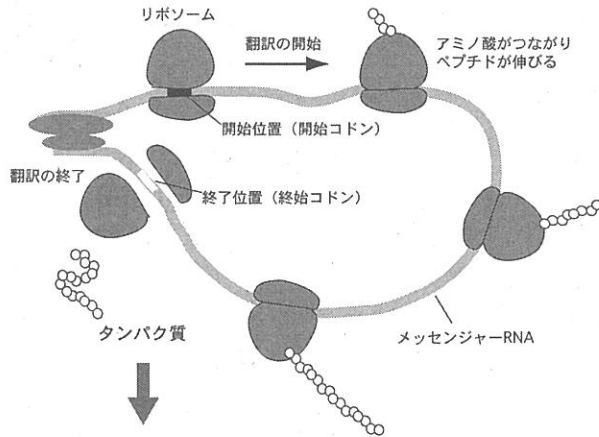 リボソーム
翻訳の開始
アミノ酸がつながり
ペプチドが伸びる
開始位置（開始コドン）
翻訳の終了
終了位置（終始コドン）
タンパク質
メッセンジャーRNA